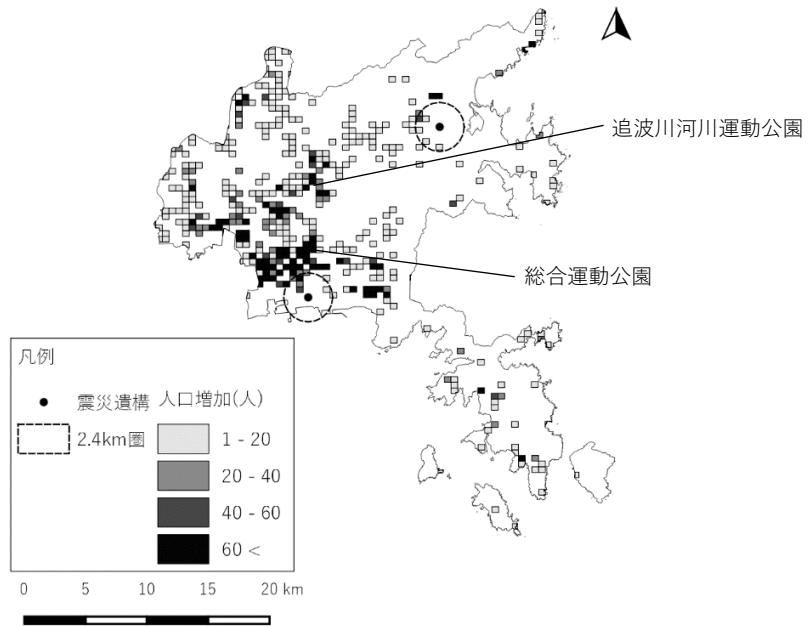 追波川河川運動公園
総合運動公園
凡例
震災遺構 人口増加(人)
2.4km圏 1 - 20
20 - 40
40 - 60
60 <
0 5 10 15 20 km